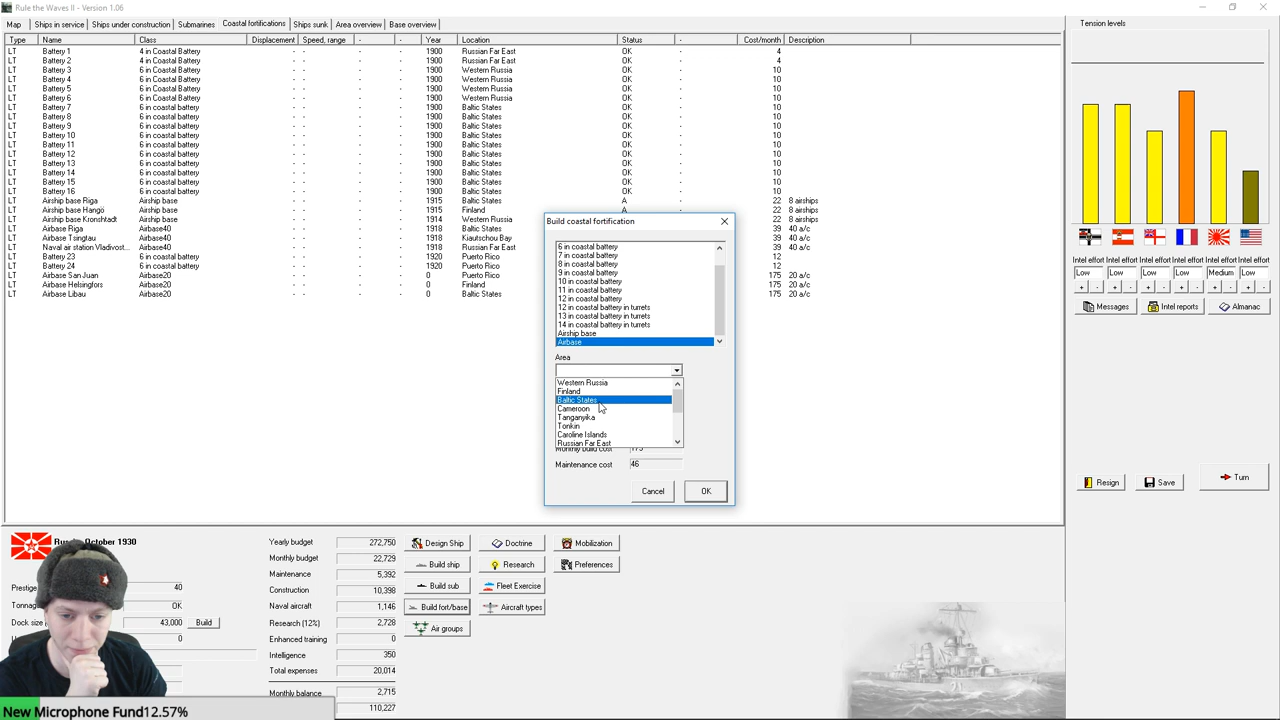 Rule the Waves II - Version 1.06
Map Ships in service Ships under construction Submarines Coastal fortifications Ships sunk Area overview Base overview
Type Name Class Displacement Speed, range - - Year Location Status - Cost/month Description
LT Battery 1 4 in Coastal Battery - - - - 1900 Russian Far East OK - 4
LT Battery 2 4 in Coastal Battery - - - - 1900 Russian Far East OK - 4
LT Battery 3 6 in coastal battery - - - - 1900 Western Russia OK - 10
LT Battery 4 6 in coastal battery - - - - 1900 Western Russia OK - 10
LT Battery 5 6 in coastal battery - - - - 1900 Western Russia OK - 10
LT Battery 6 6 in coastal battery - - - - 1900 Western Russia OK - 10
LT Battery 7 6 in coastal battery - - - - 1900 Baltic States OK - 10
LT Battery 8 6 in coastal battery - - - - 1900 Baltic States OK - 10
LT Battery 9 6 in coastal battery - - - - 1900 Baltic States OK - 10
LT Battery 10 6 in coastal battery - - - - 1900 Baltic States OK - 10
LT Battery 11 6 in coastal battery - - - - 1900 Baltic States OK - 10
LT Battery 12 6 in coastal battery - - - - 1900 Baltic States OK - 10
LT Battery 13 6 in coastal battery - - - - 1900 Baltic States OK - 10
LT Battery 14 6 in coastal battery - - - - 1900 Baltic States OK - 10
LT Battery 15 6 in coastal battery - - - - 1900 Baltic States OK - 10
LT Battery 16 6 in coastal battery - - - - 1900 Baltic States OK - 10
LT Airship base Riga Airship base - - - - 1915 Baltic States A - 22 8 airships
LT Airship base Hangö Airship base - - - - 1915 Finland A - 22 8 airships
LT Airship base Kronshtadt Airship base - - - - 1914 Western Russia 22 8 airships
LT Airbase Riga Airbase40 - - - - 1918 Baltic States 39 40 a/c
LT Airbase Tsingtau Airbase40 - - - - 1918 Kiautschou Bay 39 40 a/c
LT Naval air station Vladivost... Airbase40 - - - - 1918 Russian Far East 39 40 a/c
LT Battery 23 6 in coastal battery - - - - 1920 Puerto Rico 12
LT Battery 24 6 in coastal battery - - - - 1920 Puerto Rico 12
LT Airbase San Juan Airbase20 - - - - 0 Puerto Rico 175 20 a/c
LT Airbase Helsingfors Airbase20 - - - - 0 Finland 175 20 a/c
LT Airbase Libau Airbase20 - - - - 0 Baltic States 175 20 a/c
Build coastal fortification
6 in coastal battery
7 in coastal battery
8 in coastal battery
9 in coastal battery
10 in coastal battery
11 in coastal battery
12 in coastal battery
12 in coastal battery in turrets
13 in coastal battery in turrets
14 in coastal battery in turrets
Airship base
Airbase
Area
Western Russia
Finland
Baltic States
Cameroon
Tanganyika
Tonkin
Caroline Islands
Russian Far East
Monthly build cost 175
Maintenance cost 46
Cancel OK
Tension levels
Intel effort Intel effort Intel effort Intel effort Intel effort Intel effort
Low Low Low Low Medium Low
+ - + - + - + - + - + -
Messages Intel reports Almanac
Resign Save Turn
October 1930
Prestige 40
OK
Dock size 43,000 Build
0
Yearly budget 272,750
Monthly budget 22,729
Maintenance 5,392
Construction 10,398
Naval aircraft 1,146
Research (12%) 2,728
Enhanced training 0
Intelligence 350
Total expenses 20,014
Monthly balance 2,715
110,227
Design Ship Doctrine Mobilization
Build ship Research Preferences
Build sub Fleet Exercise
Build fort/base Aircraft types
Air groups
New Microphone Fund12.57%